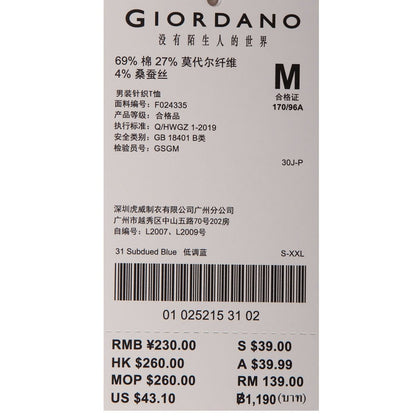 GIORDANO
没有陌生人的世界
69% 棉 27% 莫代尔纤维
4% 桑蚕丝
M
合格证
170/96A
男装针织T恤
面料编号：F024335
产品等级：合格品
执行标准：Q/HWGZ 1-2019
安全类别：GB 18401 B类
检验员号：GSGM
30J-P
深圳虎威制衣有限公司广州分公司
广州市越秀区中山五路70号202房
自编号：L2007、L2009号
31 Subdued Blue 低调蓝
S-XXL
01 025215 31 02
RMB ¥230.00 S $39.00
HK $260.00 A $39.99
MOP $260.00 RM 139.00
US $43.10 ฿1,190 (บาท)